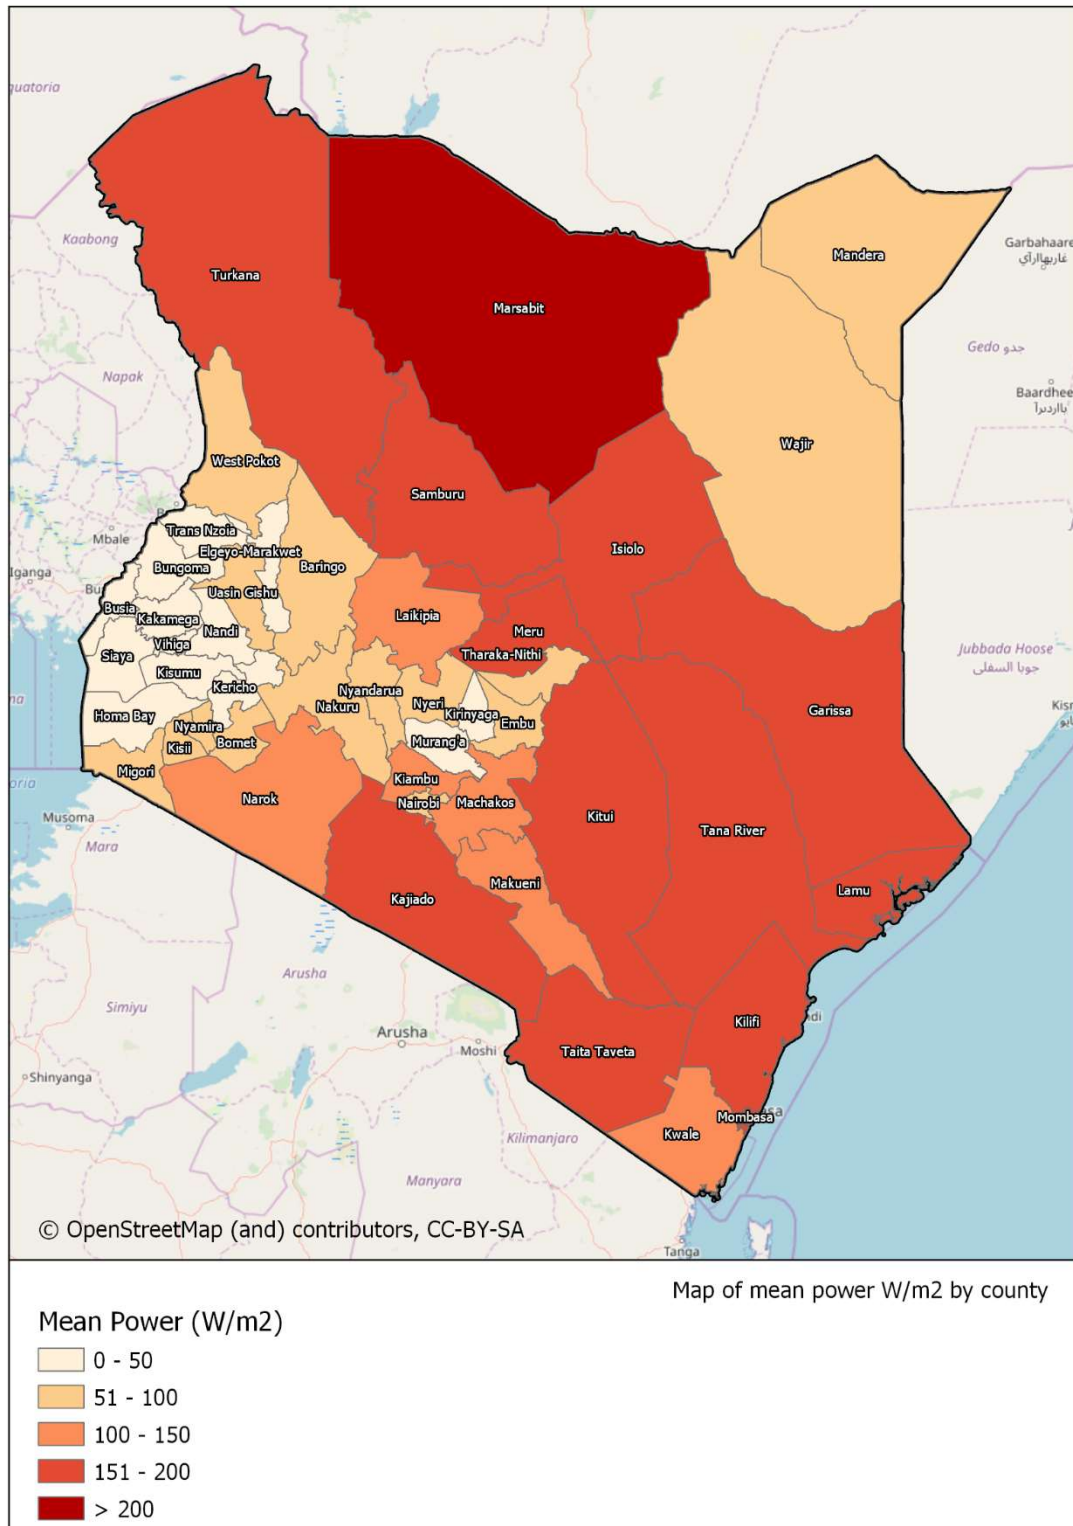 equatoria
Kaabong
Garbahaare
غاربهاارآي
Mandera
Turkana
Marsabit
Gedo جدو
Napak
Baardheer
باارديرآ
Wajir
West Pokot
Samburu
Trans Nzoia
Mbale
Elgeyo-Marakwet
Isiolo
Bungoma
Baringo
Iganga
Uasin Gishu
Busia
Laikipia
Kakamega
Meru
Nandi
Vihiga
Tharaka-Nithi
Jubbada Hoose
جوبا السفلى
Siaya
Kisumu
Kericho
Nyandarua
Nyeri
Nakuru
Kirinyaga
Homa Bay
Nyamira
Embu
Garissa
Kisii
Bomet
Murang'a
Migori
Kiambu
Narok
Nairobi
Machakos
Kitui
Tana River
Musoma
Mara
Makueni
Kajiado
Lamu
Arusha
Simiyu
Kilifi
Arusha
Moshi
Taita Taveta
Shinyanga
Mombasa
Kwale
Kilimanjaro
Manyara
© OpenStreetMap (and) contributors, CC-BY-SA
Tanga
Map of mean power W/m2 by county
Mean Power (W/m2)
0 - 50
51 - 100
100 - 150
151 - 200
> 200